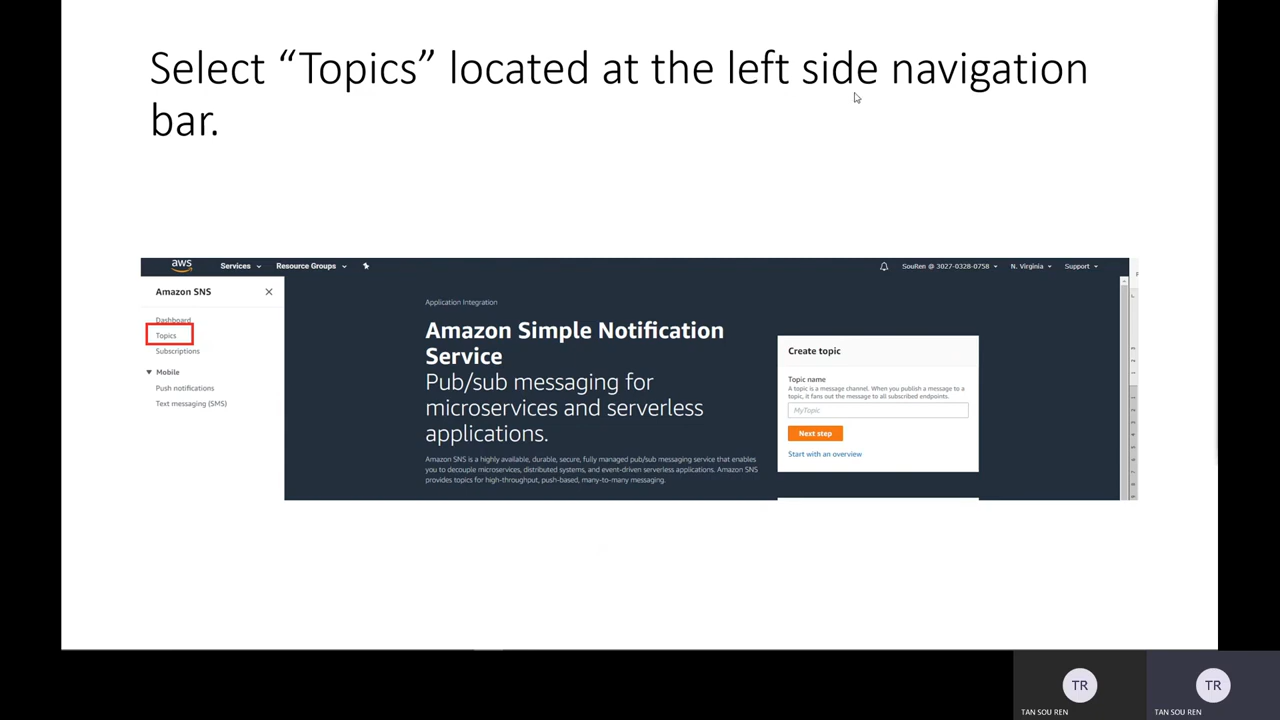 Select “Topics” located at the left side navigation
bar.
aws
Services
Resource Groups
SouRen @ 3027-0328-0758
N. Virginia
Support
Amazon SNS
Dashboard
Topics
Subscriptions
Mobile
Push notifications
Text messaging (SMS)
Application Integration
Amazon Simple Notification
Service
Pub/sub messaging for
microservices and serverless
applications.
Amazon SNS is a highly available, durable, secure, fully managed pub/sub messaging service that enables
you to decouple microservices, distributed systems, and event-driven serverless applications. Amazon SNS
provides topics for high-throughput, push-based, many-to-many messaging.
Create topic
Topic name
A topic is a message channel. When you publish a message to a
topic, it fans out the message to all subscribed endpoints.
MyTopic
Next step
Start with an overview
TR
TAN SOU REN
TR
TAN SOU REN